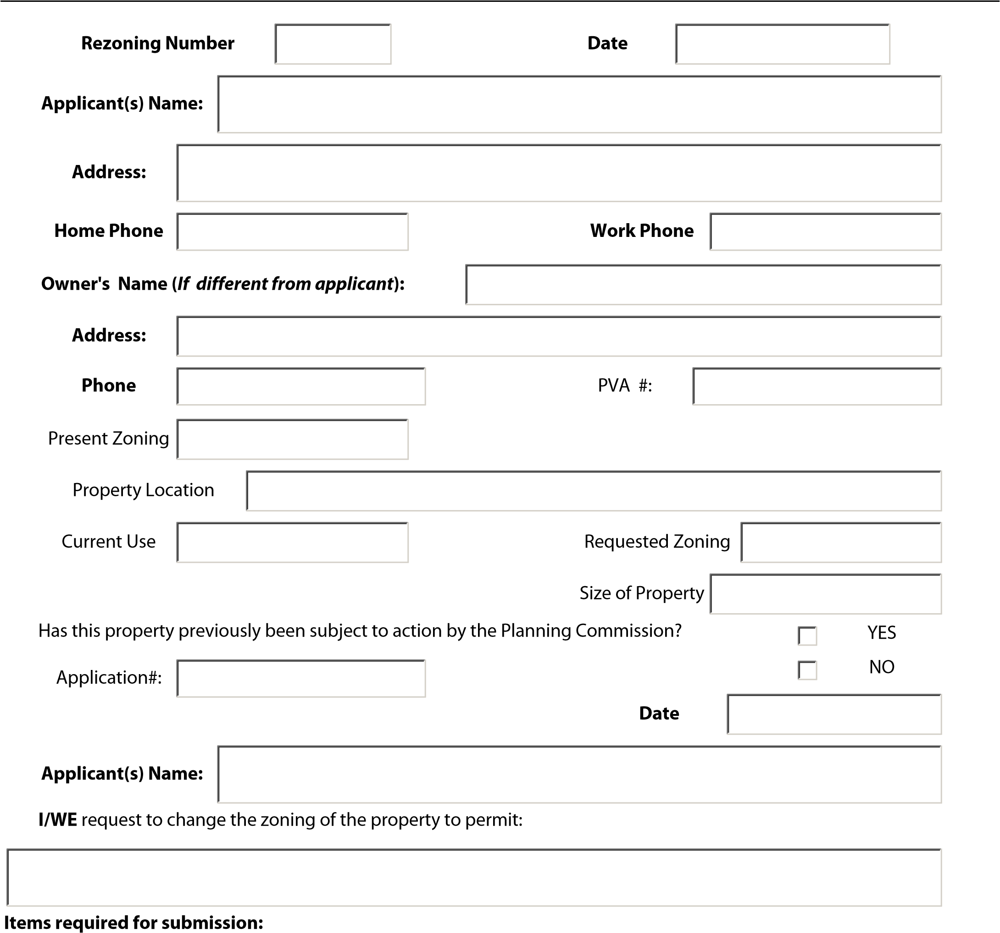 Rezoning Number Date
Applicant(s) Name:
Address:
Home Phone Work Phone
Owner's Name (If different from applicant):
Address:
Phone PVA #:
Present Zoning
Property Location
Current Use Requested Zoning
Size of Property
Has this property previously been subject to action by the Planning Commission? YES
NO
Application#:
Date
Applicant(s) Name:
I/WE request to change the zoning of the property to permit:
Items required for submission: